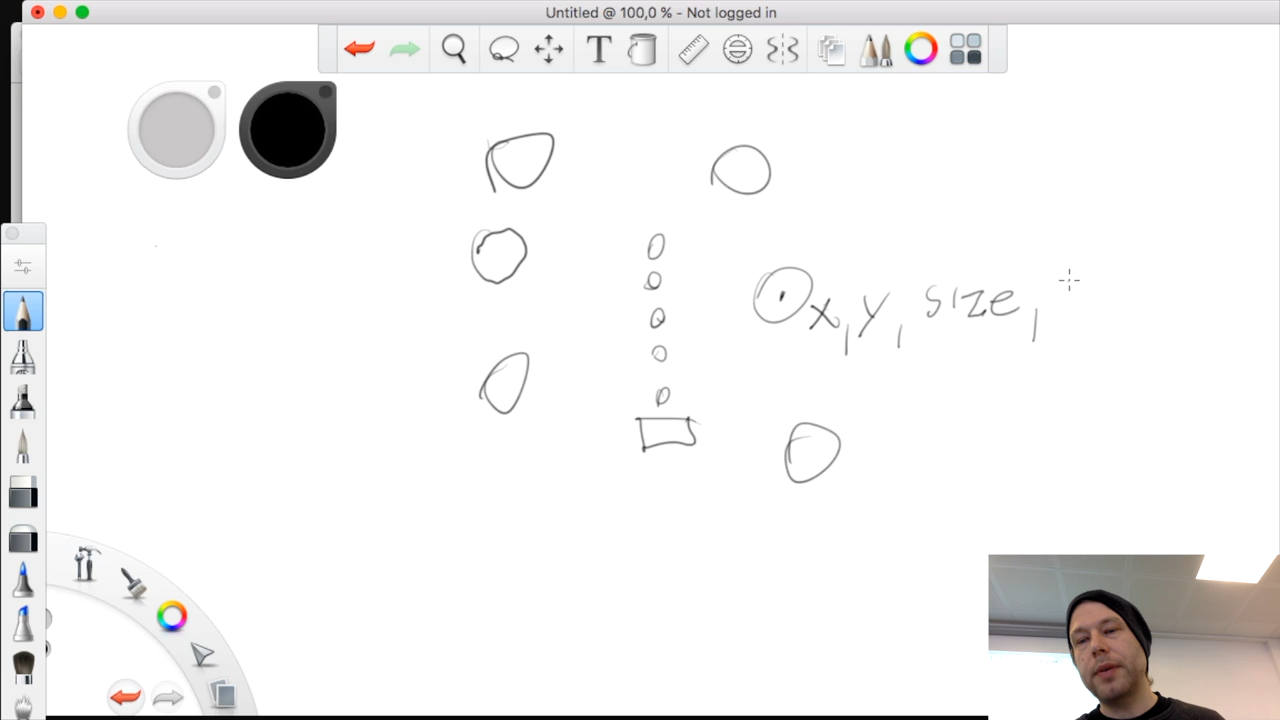 Untitled @ 100,0 % - Not logged in
x, y, size,